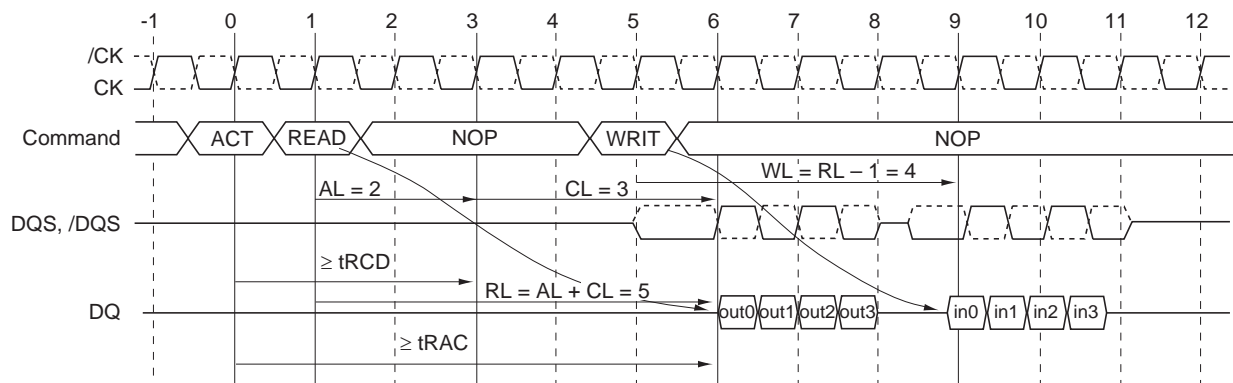 -1 0 1 2 3 4 5 6 7 8 9 10 11 12
/CK
CK
Command ACT READ NOP WRIT NOP
WL = RL – 1 = 4
AL = 2 CL = 3
DQS, /DQS
≥ tRCD
RL = AL + CL = 5
DQ out0 out1 out2 out3 in0 in1 in2 in3
≥ tRAC